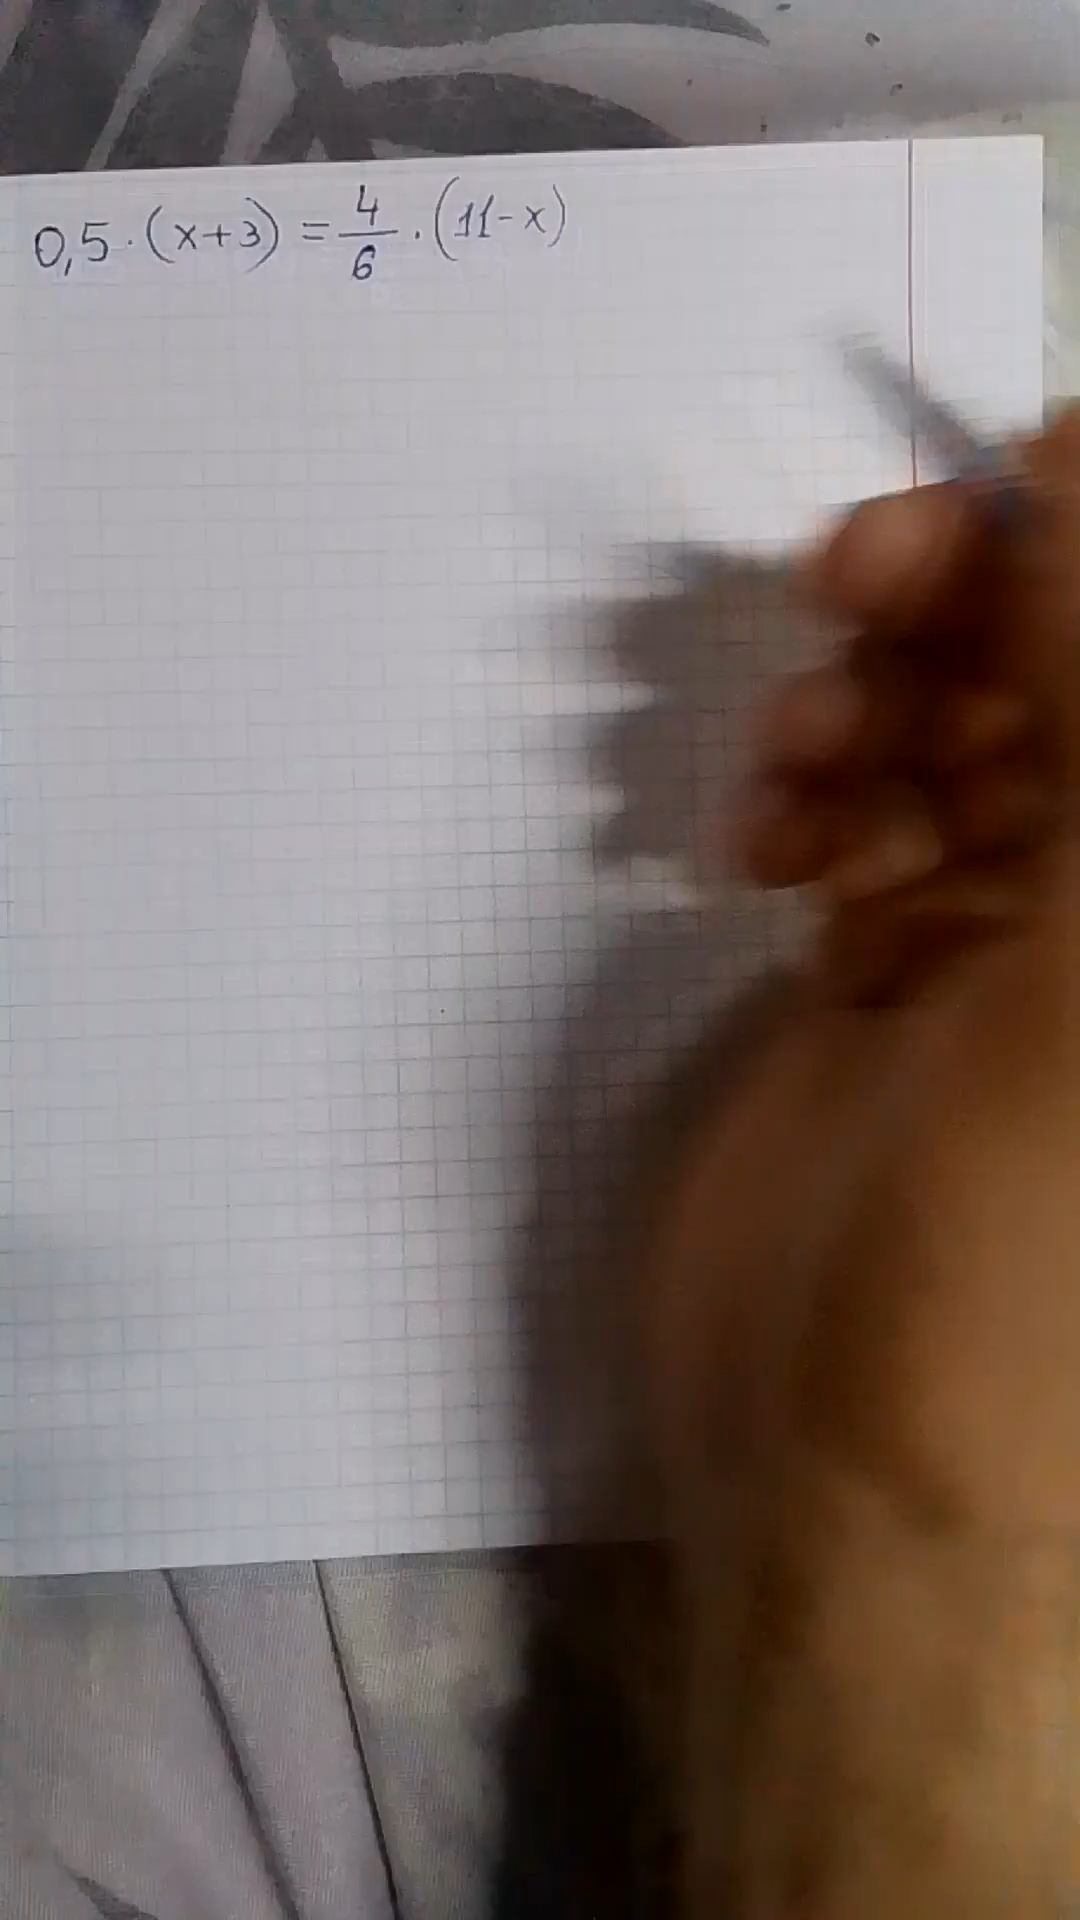 0,5 · (x+3) = 4/6 · (11-x)